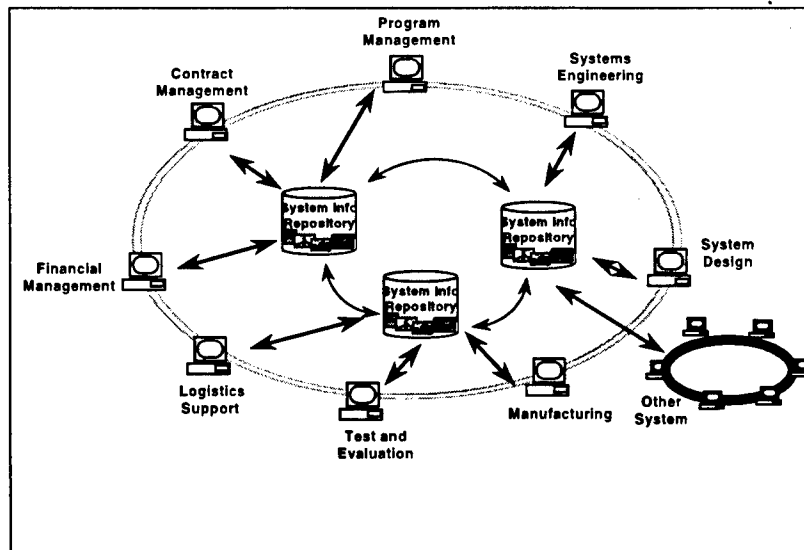 Program
Management
Systems
Engineering
Contract
Management
System Info
Repository
System Info
Repository
System
Design
Financial
Management
System Info
Repository
Logistics
Support
Manufacturing
Other
System
Test and
Evaluation